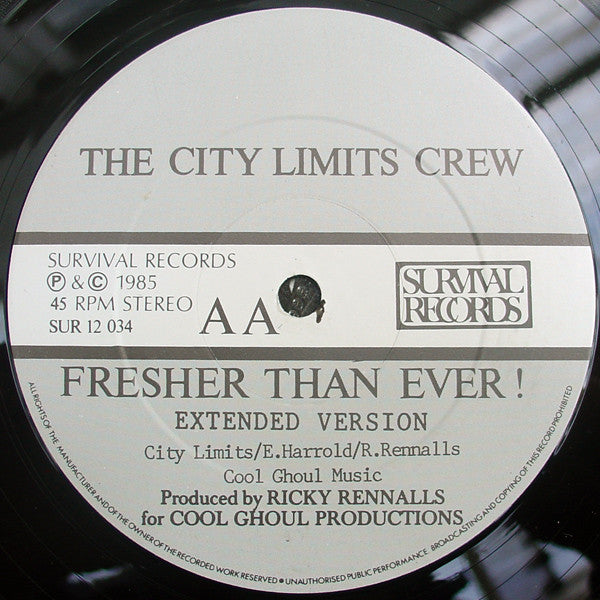 THE CITY LIMITS CREW
SURVIVAL RECORDS
Ⓟ & © 1985
45 RPM STEREO
SUR 12 034
AA
SURVIVAL
RECORDS
FRESHER THAN EVER!
EXTENDED VERSION
City Limits/E.Harrold/R.Rennalls
Cool Ghoul Music
Produced by RICKY RENNALLS
for COOL GHOUL PRODUCTIONS
ALL RIGHTS OF THE MANUFACTURER AND OF THE OWNER OF THE RECORDED WORK RESERVED • UNAUTHORISED PUBLIC PERFORMANCE, BROADCASTING AND COPYING OF THIS RECORD PROHIBITED